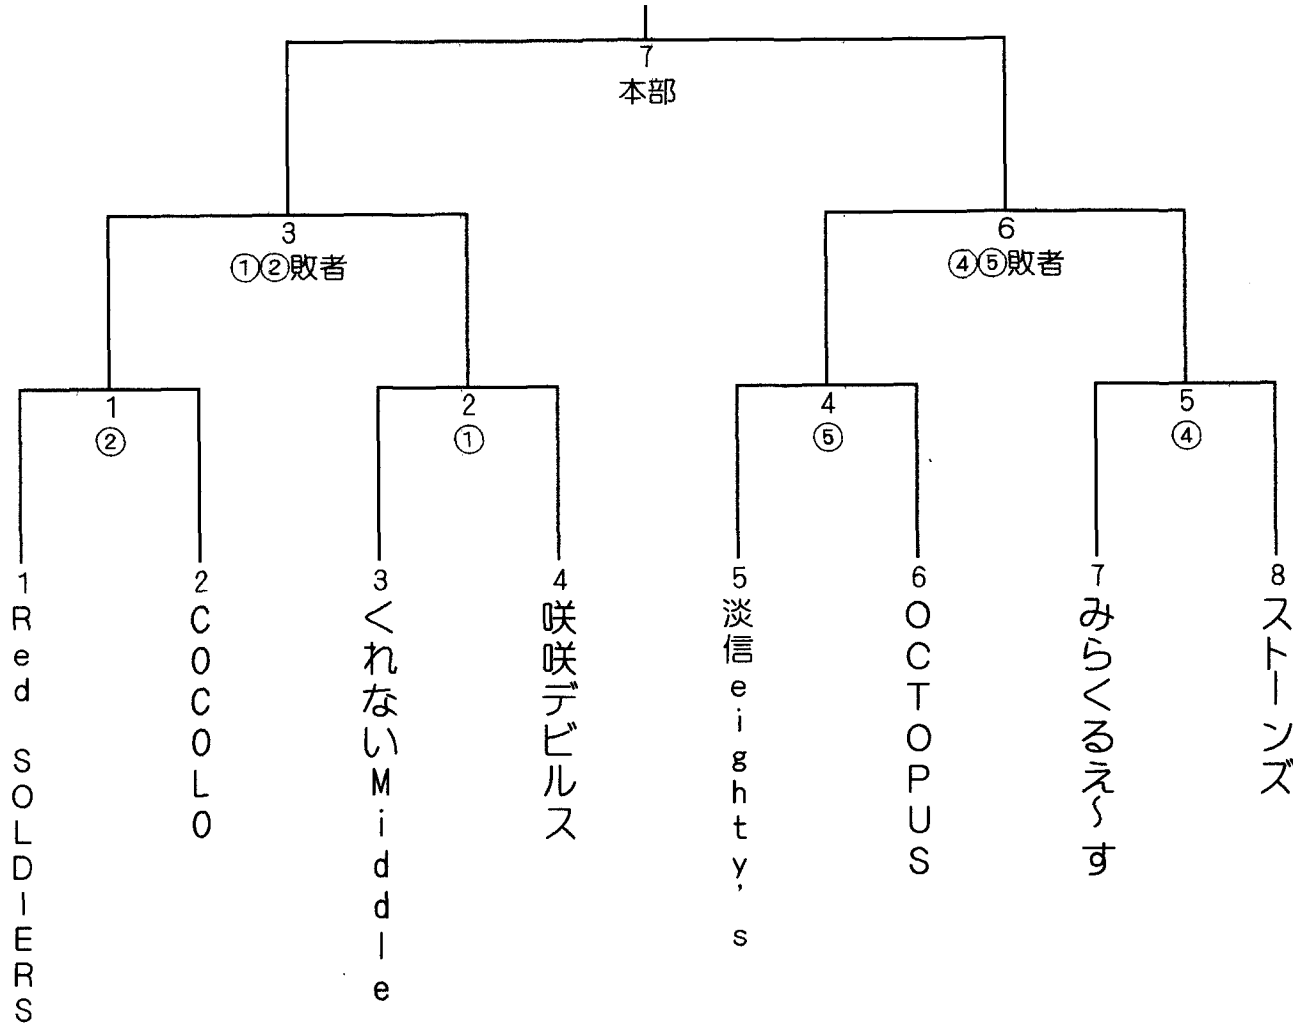 7
本部
3
①②敗者
6
④⑤敗者
1
②
2
①
4
⑤
5
④
1
Red SOLDIERS
2
COCOLO
3
くれないMiddle
4
咲咲デビルス
5
淡信eighty's
6
OCTOPUS
7
みらくるえ～す
8
ストーンズ